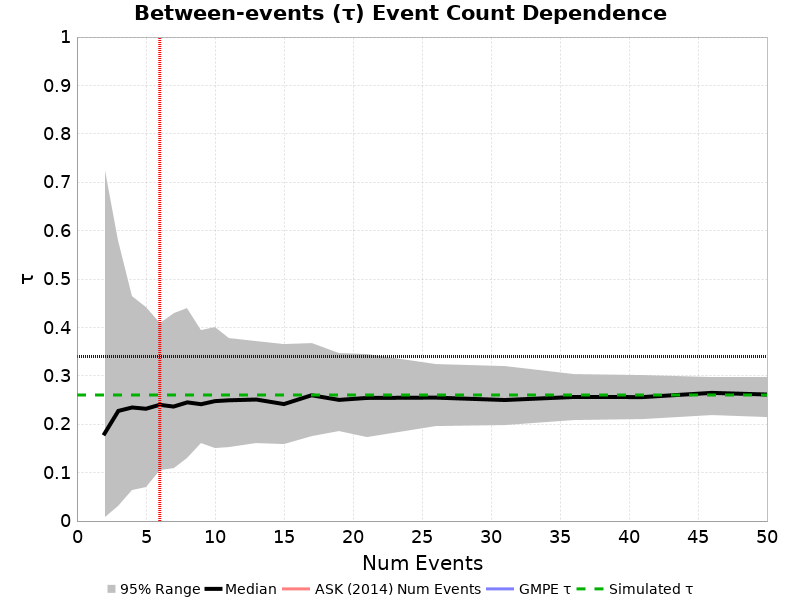 Between-events (τ) Event Count Dependence
1
0.9
0.8
0.7
0.6
0.5
0.4
0.3
0.2
0.1
0
τ
0 5 10 15 20 25 30 35 40 45 50
Num Events
95% Range Median ASK (2014) Num Events GMPE τ Simulated τ